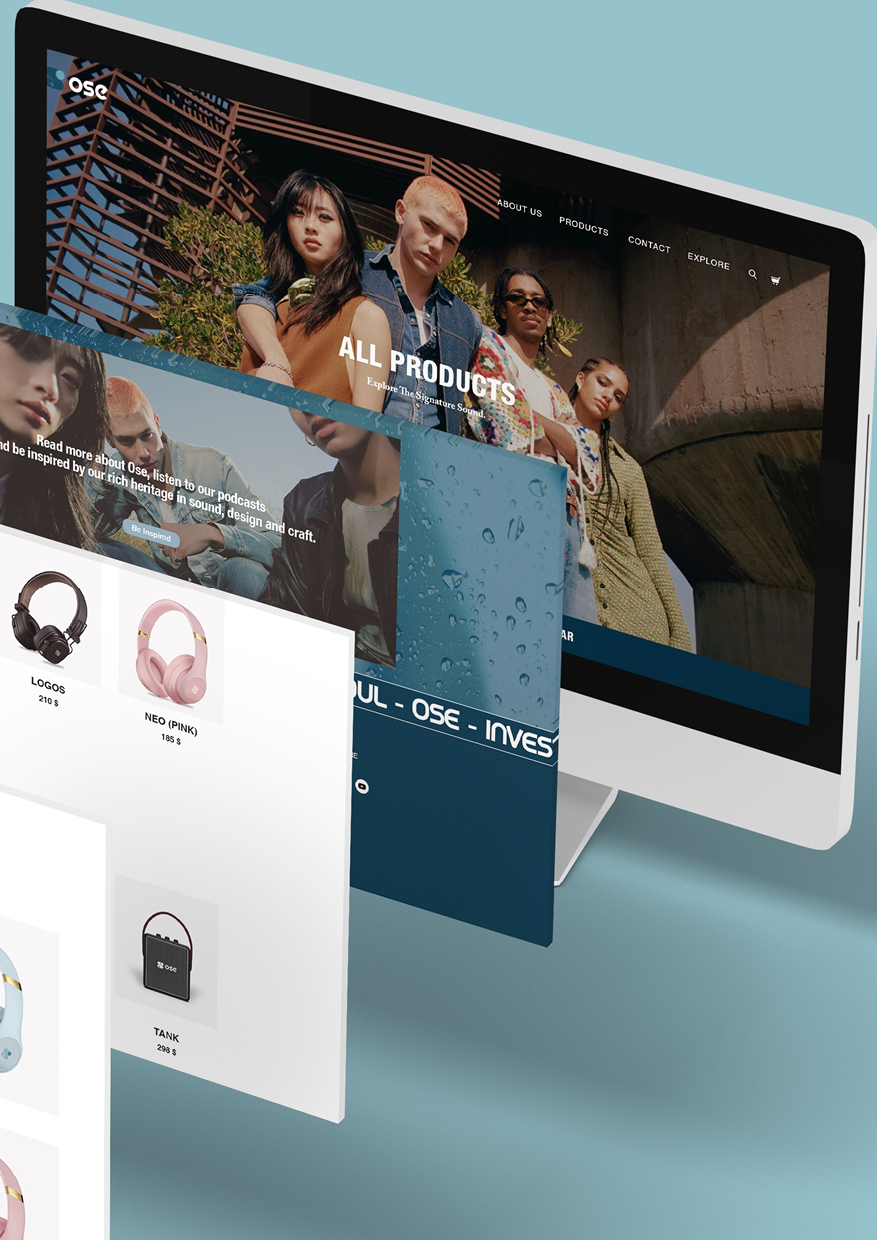 ose
ABOUT US
PRODUCTS
CONTACT
EXPLORE
ALL PRODUCTS
Explore The Signature Sound.
AR
Read more about Ose, listen to our podcasts
nd be inspired by our rich heritage in sound, design and craft.
Be Inspired
OUL - OSE - INVES
RE
LOGOS
210 $
NEO (PINK)
185 $
ose
TANK
298 $